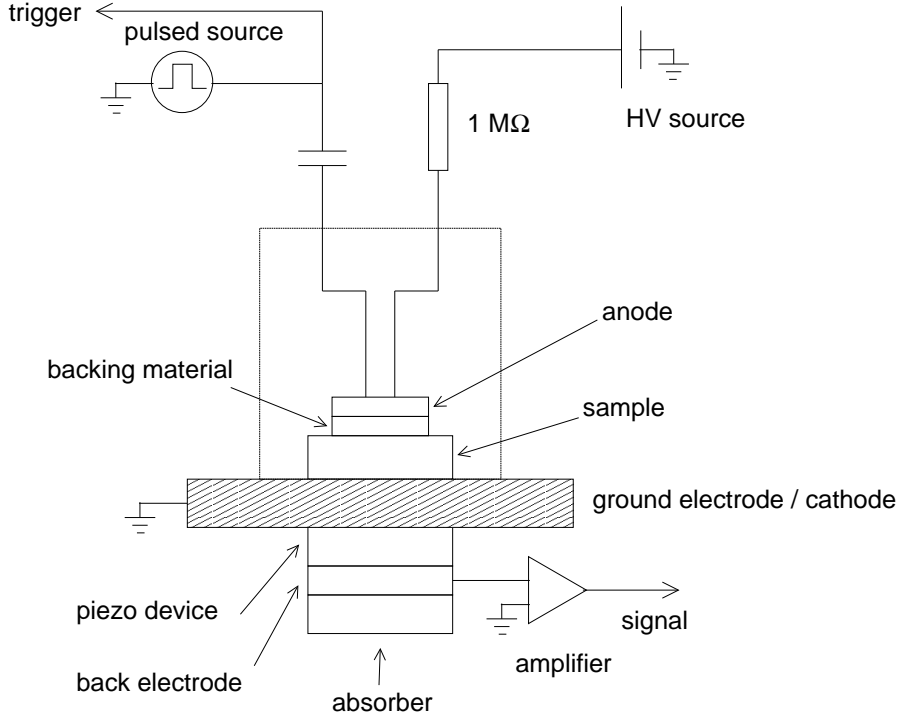 trigger
pulsed source
1 MΩ
HV source
anode
backing material
sample
ground electrode / cathode
piezo device
signal
amplifier
back electrode
absorber